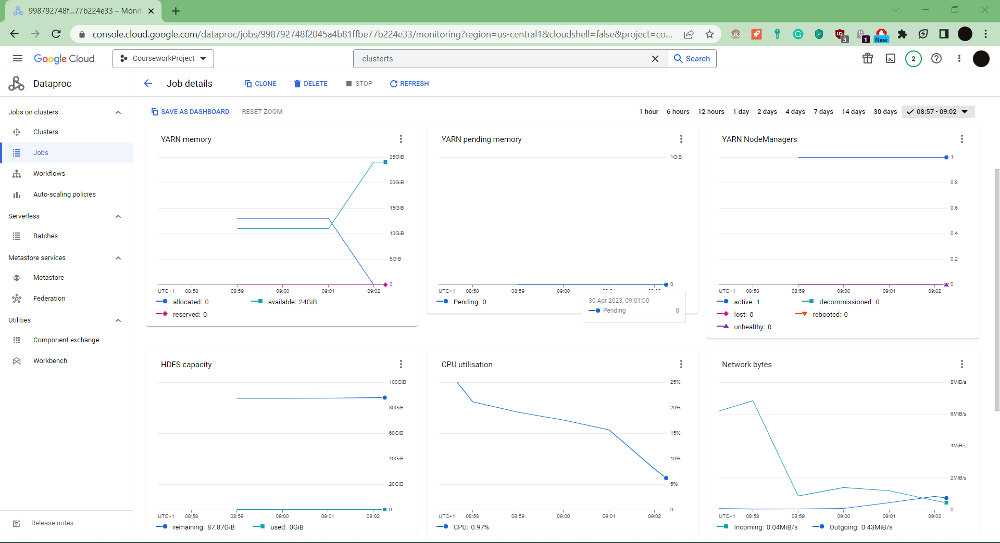 998792748f...77b224e33 – Moni
console.cloud.google.com/dataproc/jobs/998792748f2045a4b81ffbe77b224e33/monitoring?region=us-central1&cloudshell=false&project=co...
3
1
New
Google Cloud
CourseworkProject
clusterts
Search
2
Dataproc
Job details
CLONE
DELETE
STOP
REFRESH
Jobs on clusters
Clusters
Jobs
Workflows
Auto-scaling policies
Serverless
Batches
Metastore services
Metastore
Federation
Utilities
Component exchange
Workbench
Release notes
SAVE AS DASHBOARD
RESET ZOOM
1 hour
6 hours
12 hours
1 day
2 days
4 days
7 days
14 days
30 days
08:57 - 09:02
YARN memory
25GiB
20GiB
15GiB
10GiB
5GiB
0
UTC+1 08:58 08:59 09:00 09:01 09:02
allocated: 0
available: 24GiB
reserved: 0
YARN pending memory
1GiB
0
UTC+1 08:58 08:59 09:00 09:01 09:02
Pending: 0
30 Apr 2023, 09:01:00
Pending 0
YARN NodeManagers
1
0.8
0.6
0.4
0.2
0
UTC+1 08:58 08:59 09:00 09:01 09:02
active: 1
decommissioned: 0
lost: 0
rebooted: 0
unhealthy: 0
HDFS capacity
100GiB
80GiB
60GiB
40GiB
20GiB
0
UTC+1 08:58 08:59 09:00 09:01 09:02
remaining: 87.87GiB
used: 0GiB
CPU utilisation
25%
20%
15%
10%
5%
0
UTC+1 08:58 08:59 09:00 09:01 09:02
CPU: 0.97%
Network bytes
8MiB/s
6MiB/s
4MiB/s
2MiB/s
0
UTC+1 08:58 08:59 09:00 09:01 09:02
Incoming: 0.04MiB/s
Outgoing: 0.43MiB/s